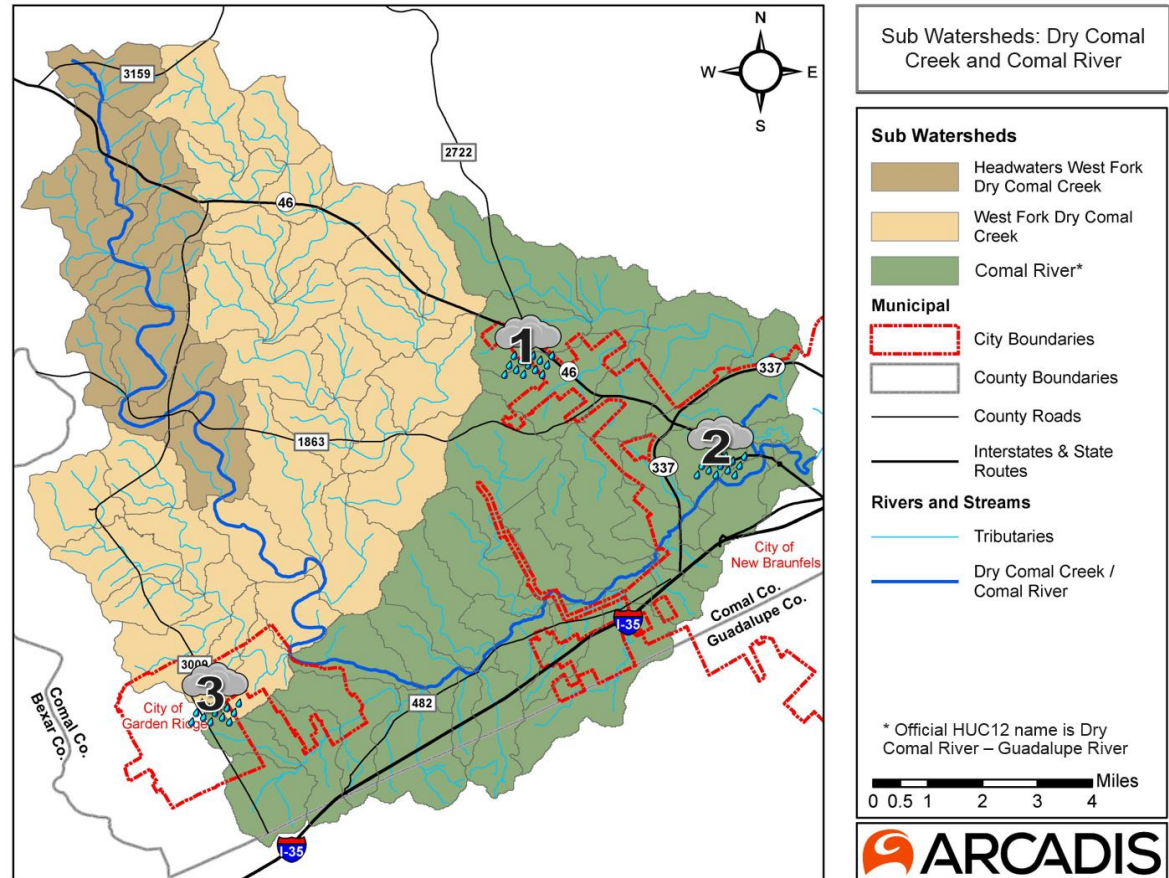 N
W
E
S
3159
2722
46
1
46
337
2
1863
337
City of
New Braunfels
Comal Co.
Guadalupe Co.
I-35
3009
3
City of
Garden Ridge
482
Comal Co.
Bexar Co.
I-35
Sub Watersheds: Dry Comal
Creek and Comal River
Sub Watersheds
Headwaters West Fork
Dry Comal Creek
West Fork Dry Comal
Creek
Comal River*
Municipal
City Boundaries
County Boundaries
County Roads
Interstates & State
Routes
Rivers and Streams
Tributaries
Dry Comal Creek /
Comal River
* Official HUC12 name is Dry
Comal River – Guadalupe River
Miles
0 0.5 1 2 3 4
ARCADIS